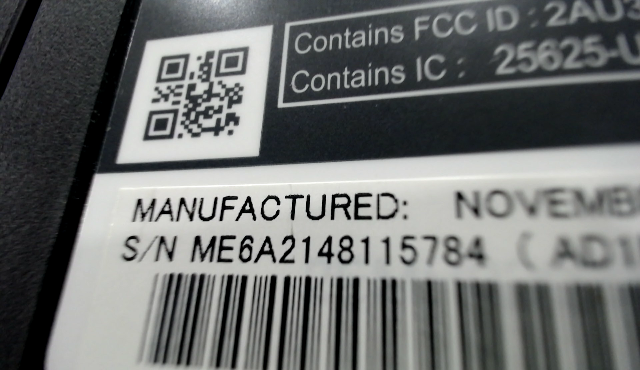 Contains FCC ID : 2AU
Contains IC : 25625-U
MANUFACTURED: NOVEMB
S/N ME6A2148115784 ( AD1